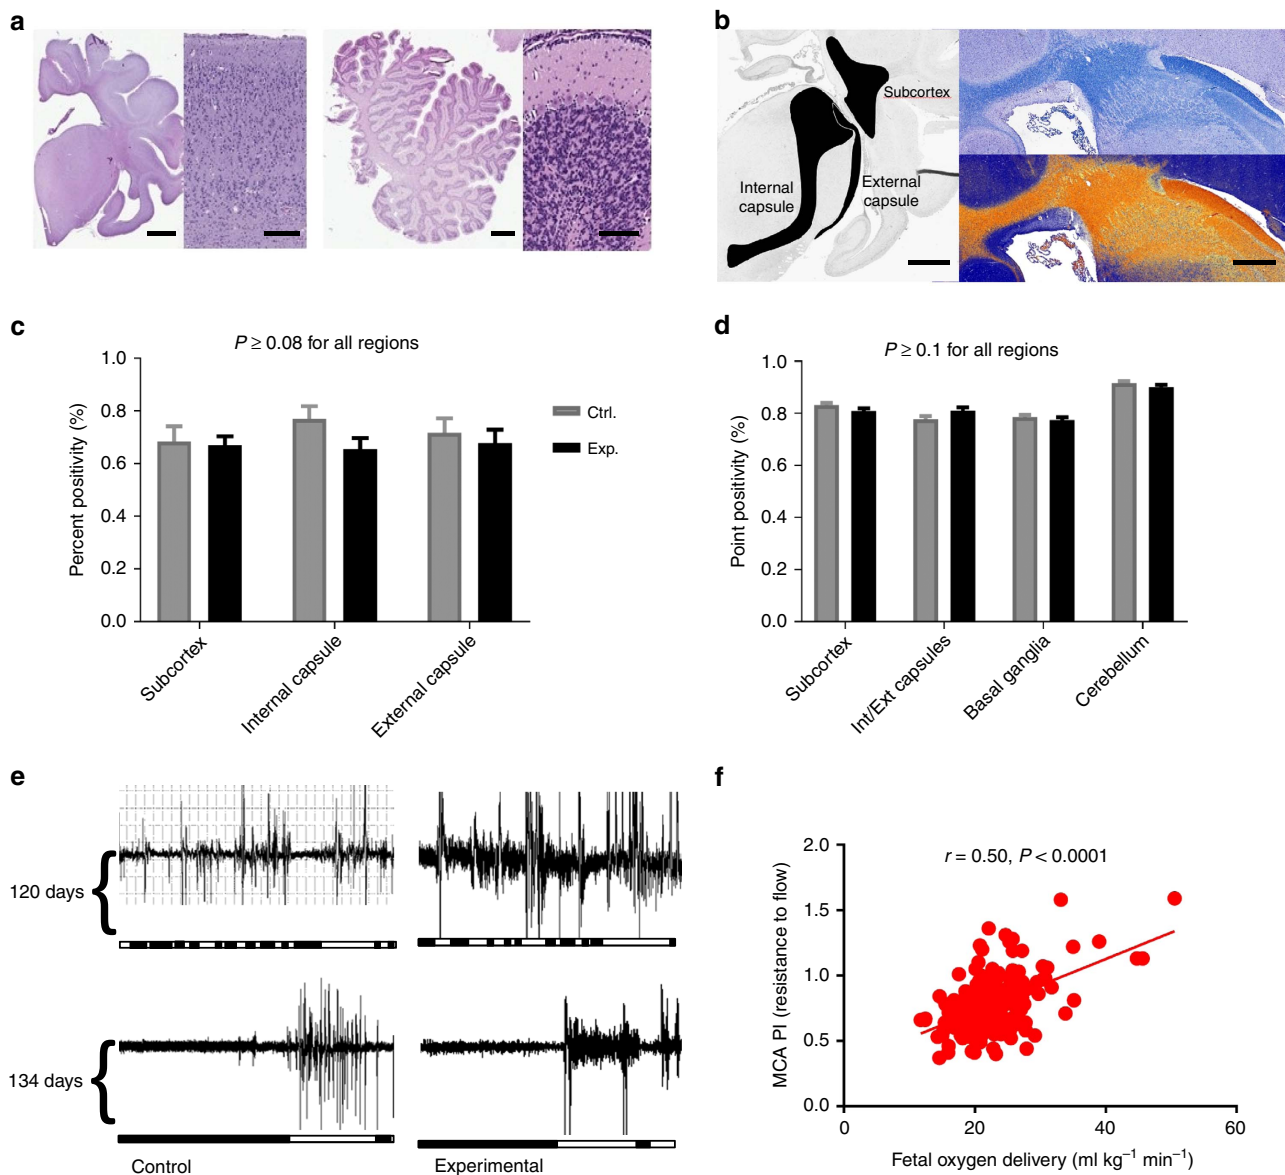 a
b
Subcortex
Internal
capsule
External
capsule
c
P ≥ 0.08 for all regions
1.0
0.8
0.6
0.4
0.2
0.0
Percent positivity (%)
Subcortex
Internal capsule
External capsule
Ctrl.
Exp.
d
P ≥ 0.1 for all regions
1.0
0.8
0.6
0.4
0.2
0.0
Point positivity (%)
Subcortex
Int/Ext capsules
Basal ganglia
Cerebellum
e
120 days
134 days
Control
Experimental
f
r = 0.50, P < 0.0001
2.0
1.5
1.0
0.5
0.0
MCA PI (resistance to flow)
0
20
40
60
Fetal oxygen delivery (ml kg⁻¹ min⁻¹)